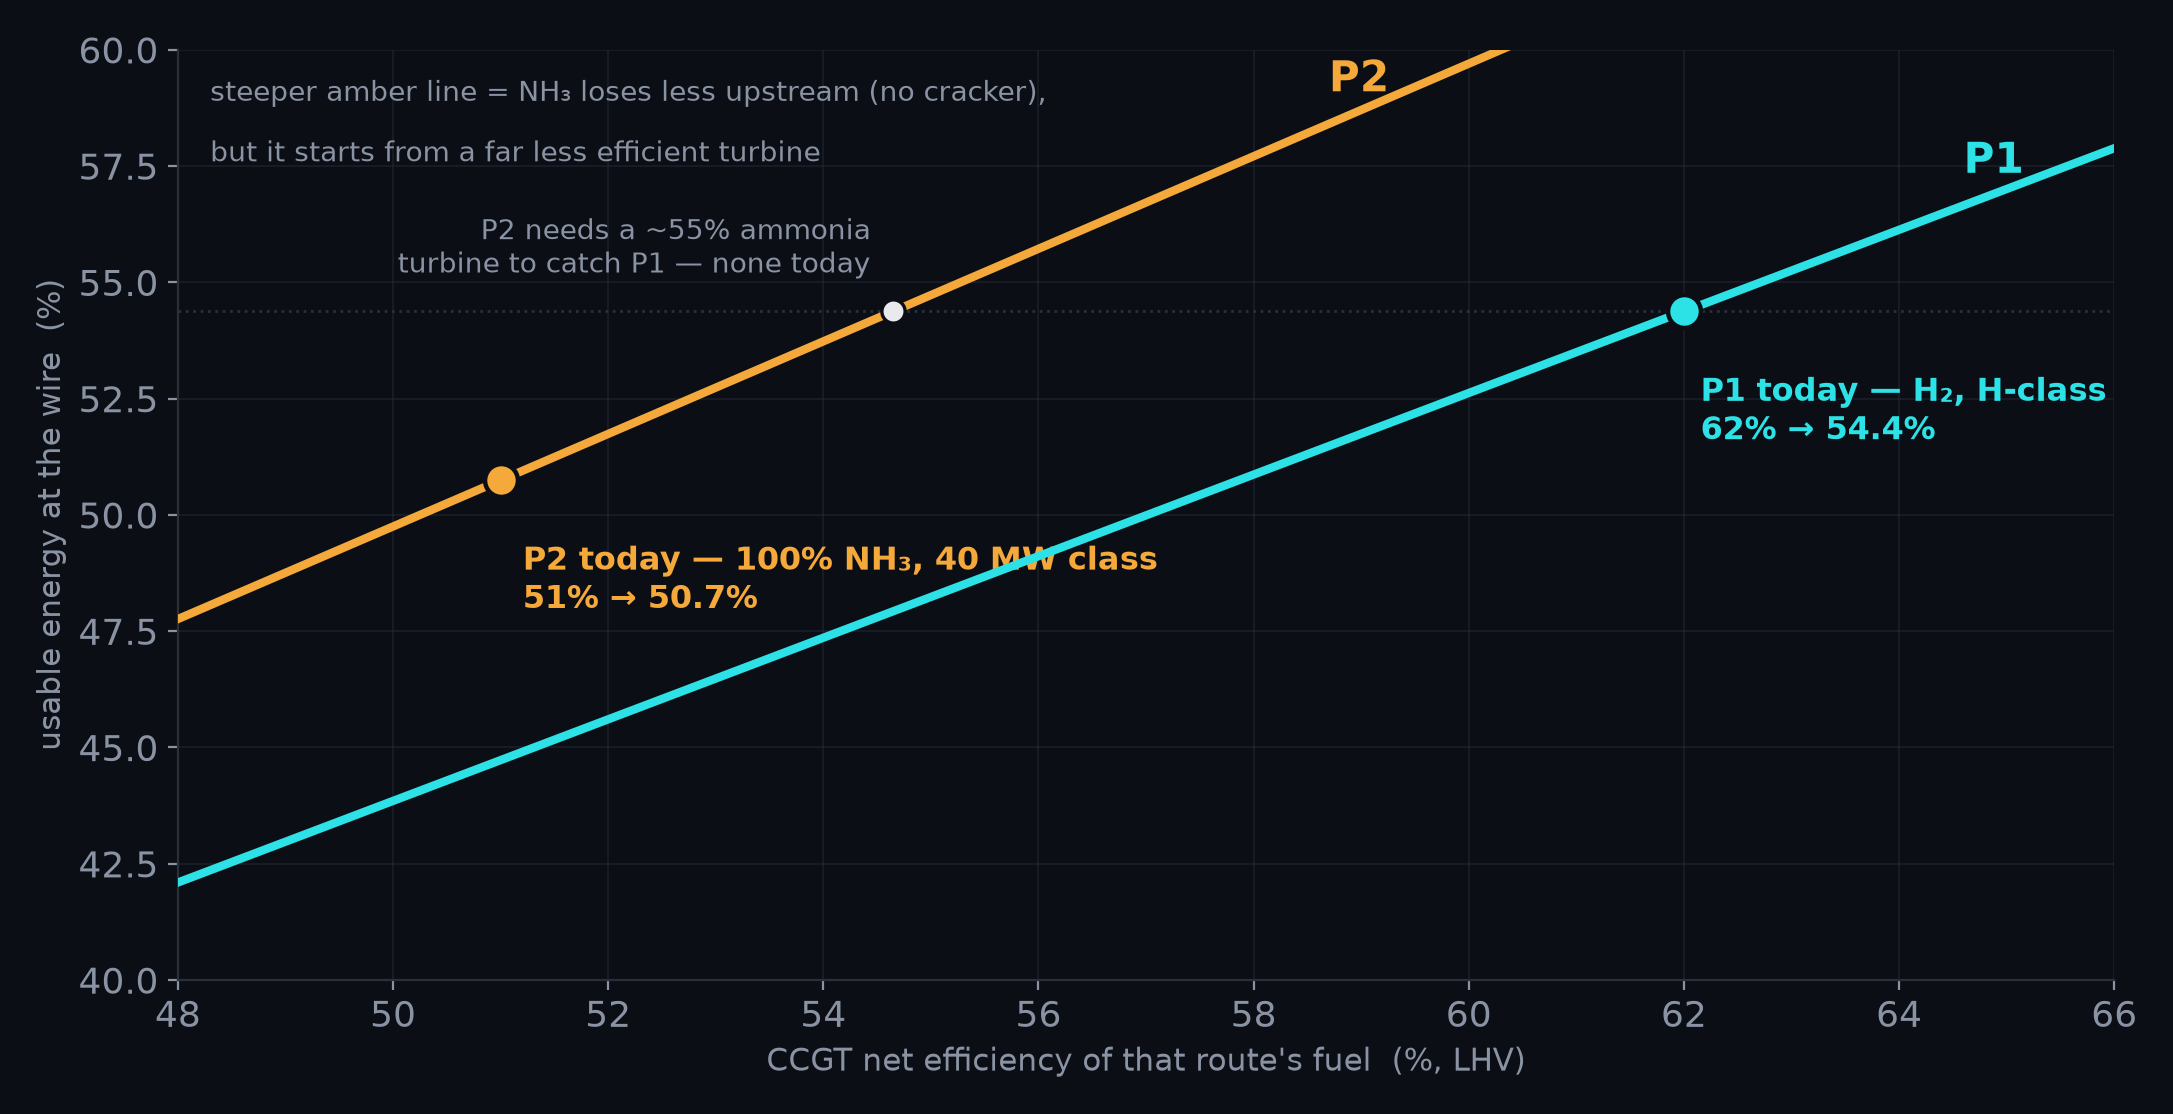 60.0
57.5
55.0
52.5
50.0
47.5
45.0
42.5
40.0
usable energy at the wire (%)
steeper amber line = NH₃ loses less upstream (no cracker),
but it starts from a far less efficient turbine
P2
P1
P2 needs a ~55% ammonia
turbine to catch P1 — none today
P1 today — H₂, H-class
62% → 54.4%
P2 today — 100% NH₃, 40 MW class
51% → 50.7%
48 50 52 54 56 58 60 62 64 66
CCGT net efficiency of that route's fuel (%, LHV)